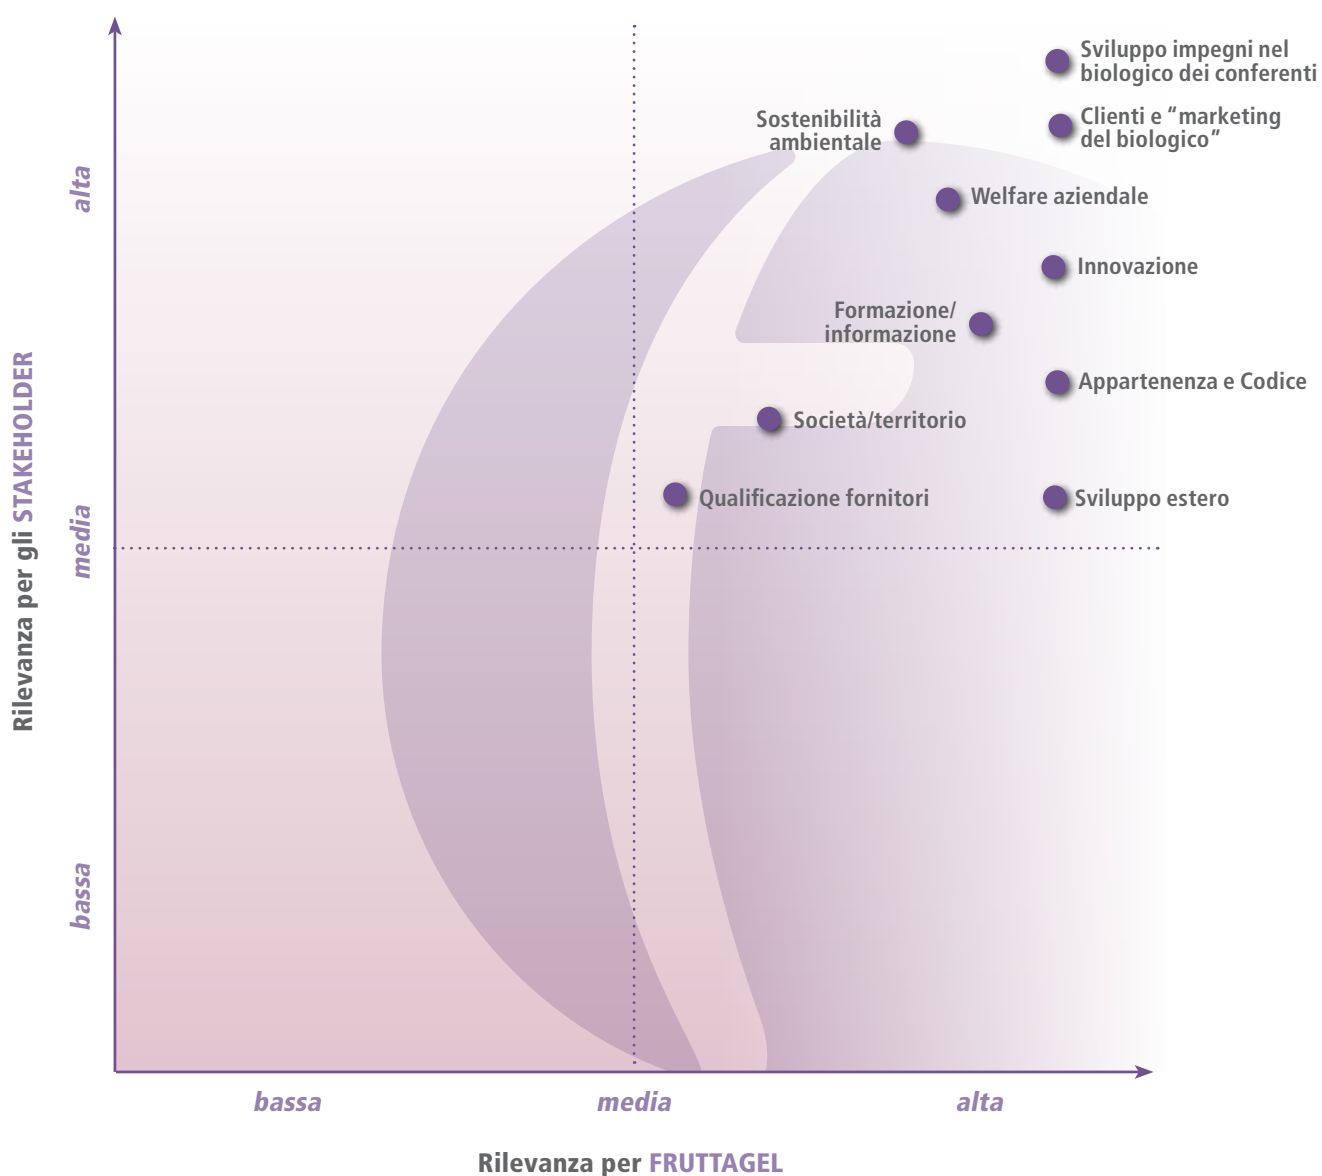 Sviluppo impegni nel
biologico dei conferenti
Clienti e “marketing
del biologico”
Sostenibilità
ambientale
Welfare aziendale
Innovazione
Formazione/
informazione
Appartenenza e Codice
Società/territorio
Qualificazione fornitori
Sviluppo estero
Rilevanza per gli STAKEHOLDER
alta
media
bassa
bassa
media
alta
Rilevanza per FRUTTAGEL